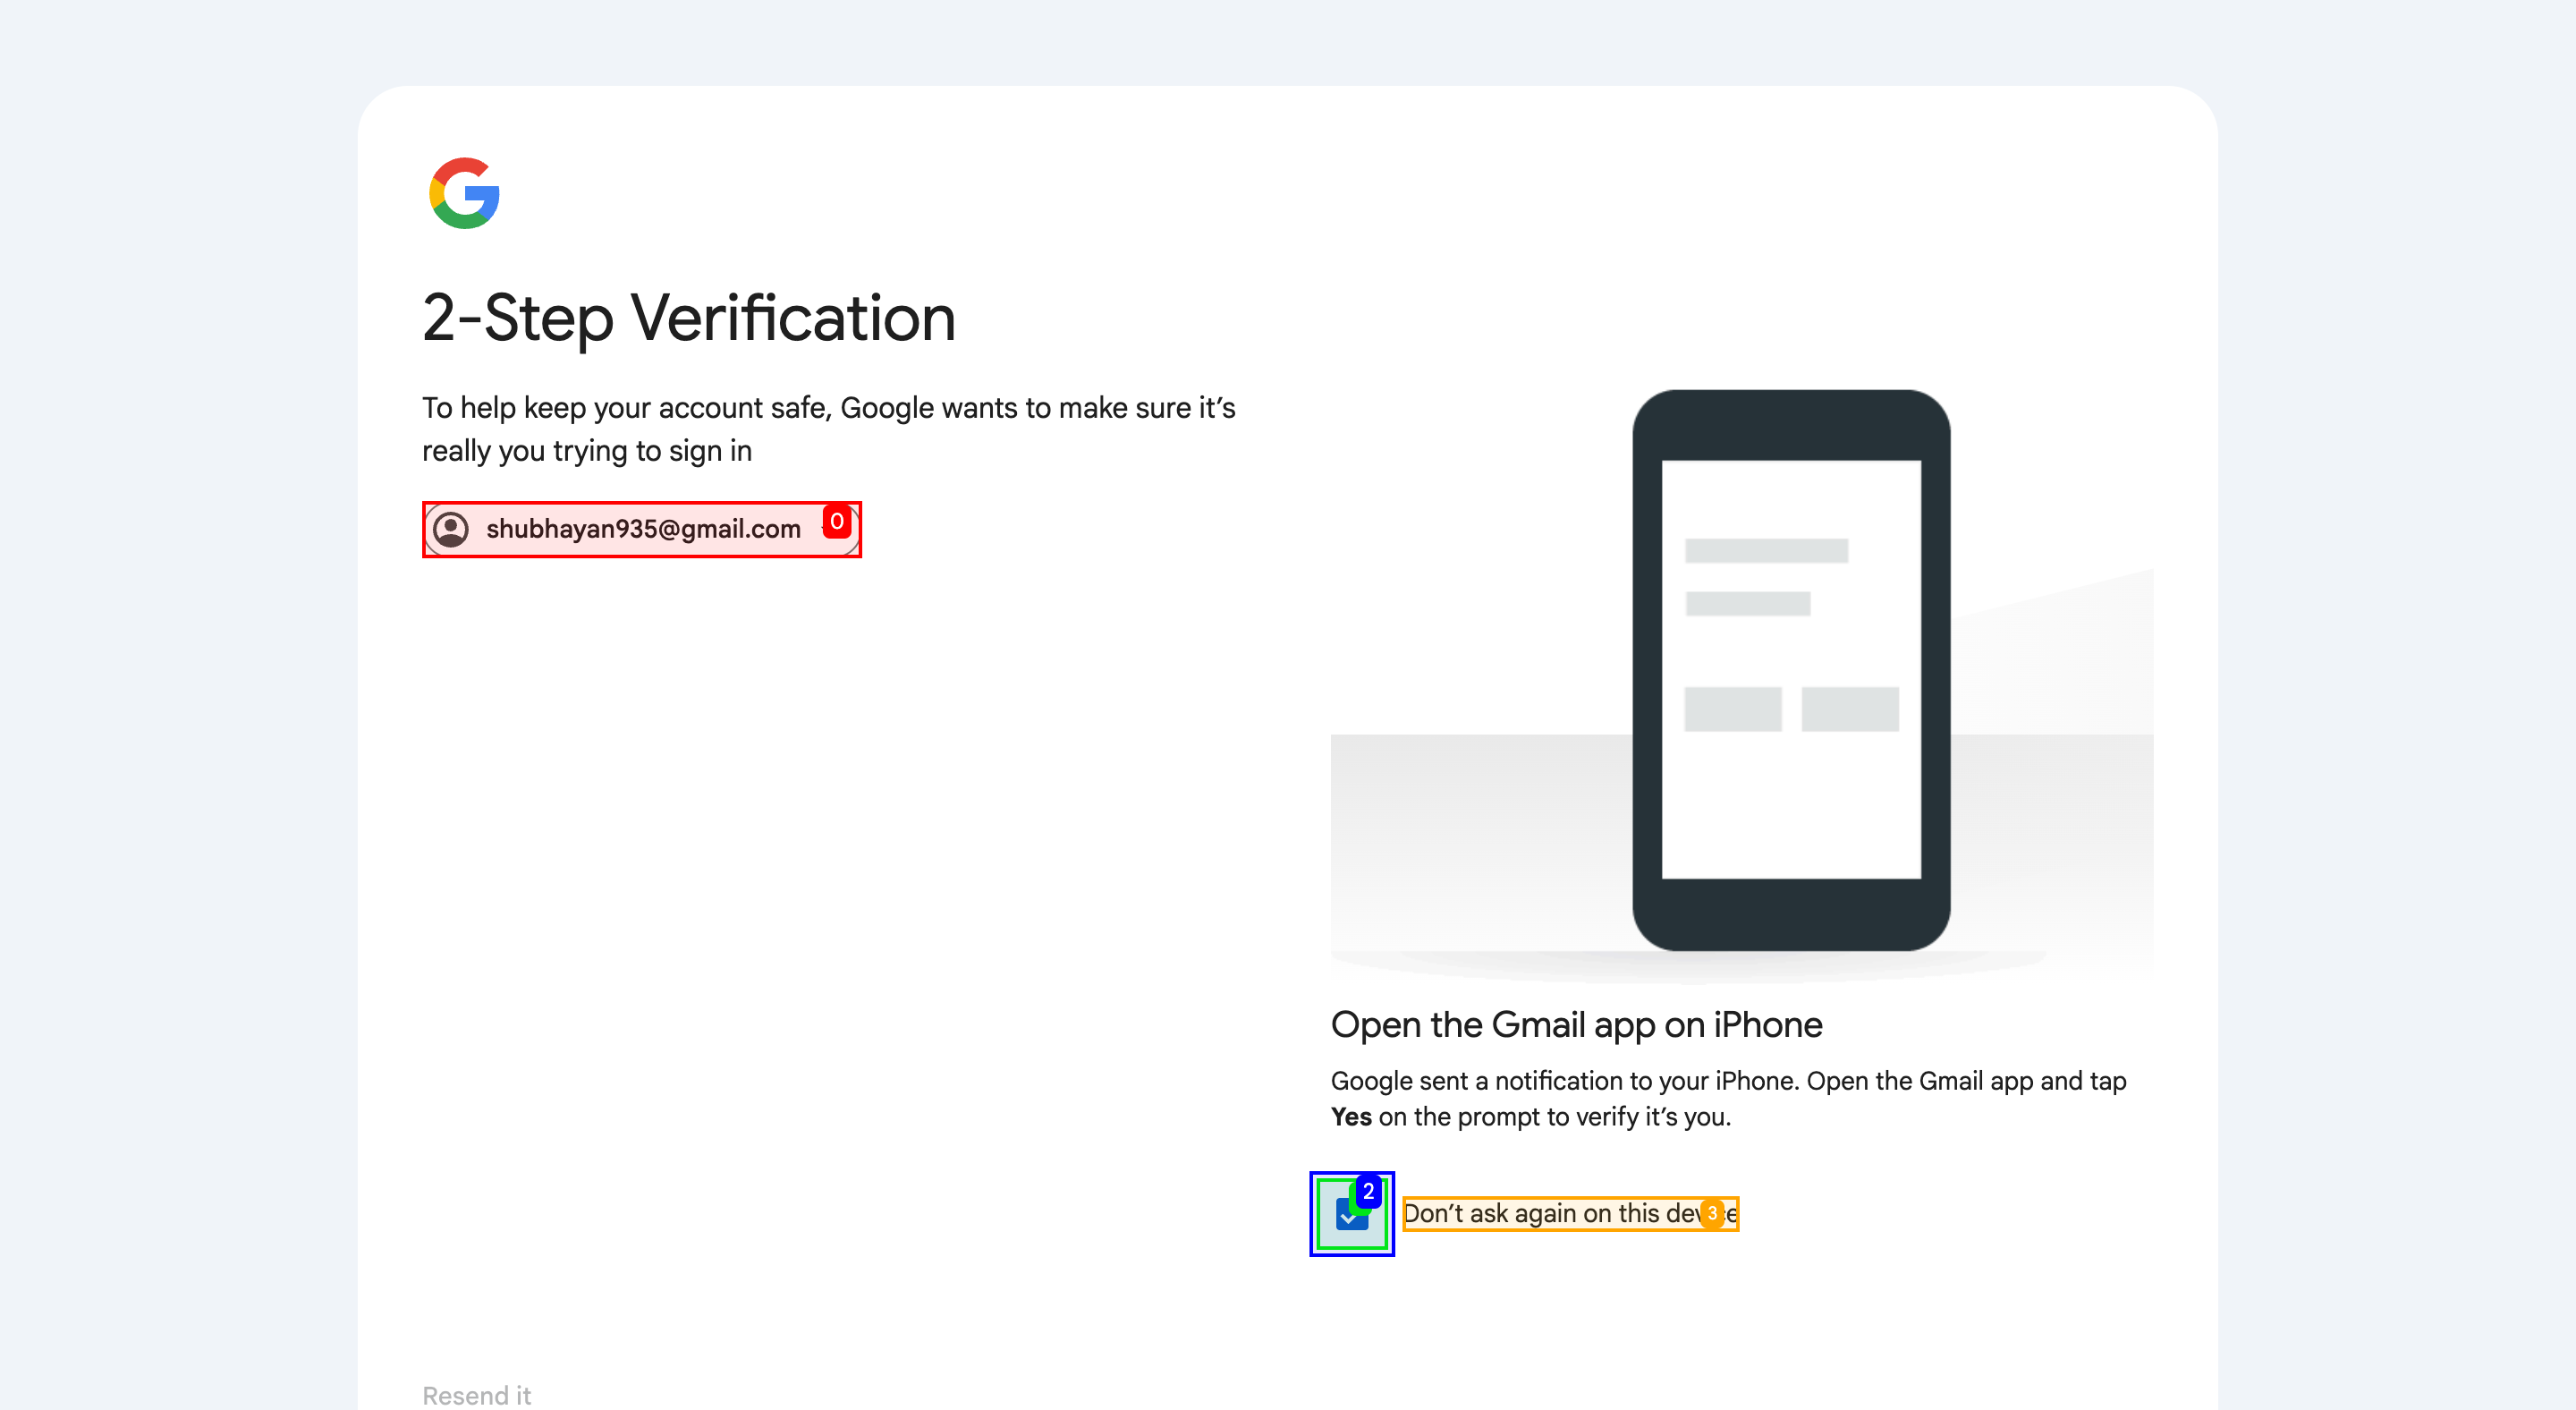 2-Step Verification
To help keep your account safe, Google wants to make sure it’s
really you trying to sign in
shubhayan935@gmail.com
0
Open the Gmail app on iPhone
Google sent a notification to your iPhone. Open the Gmail app and tap
Yes on the prompt to verify it’s you.
2
Don’t ask again on this device
3
Resend it